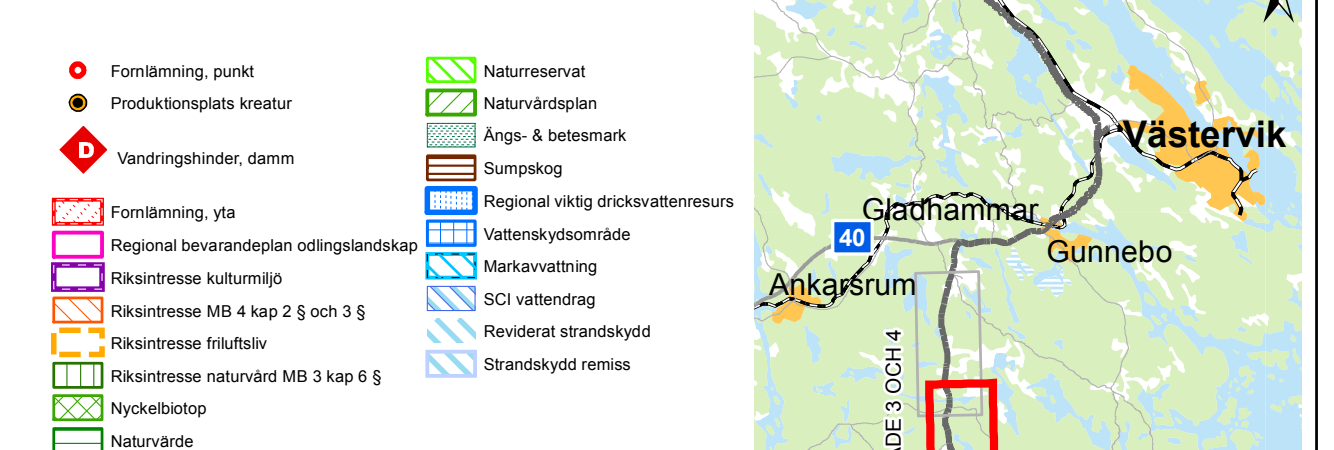 Fornlämning, punkt
Produktionsplats kreatur
D
Vandringshinder, damm
Fornlämning, yta
Regional bevarandeplan odlingslandskap
Riksintresse kulturmiljö
Riksintresse MB 4 kap 2 § och 3 §
Riksintresse friluftsliv
Riksintresse naturvård MB 3 kap 6 §
Nyckelbiotop
Naturvärde
Naturreservat
Naturvårdsplan
Ängs- & betesmark
Sumpskog
Regional viktig dricksvattenresurs
Vattenskydsområde
Markavvattning
SCI vattendrag
Reviderat strandskydd
Strandskydd remiss
Västervik
Gladhammar
40
Gunnebo
Ankarsrum
ADE 3 OCH 4